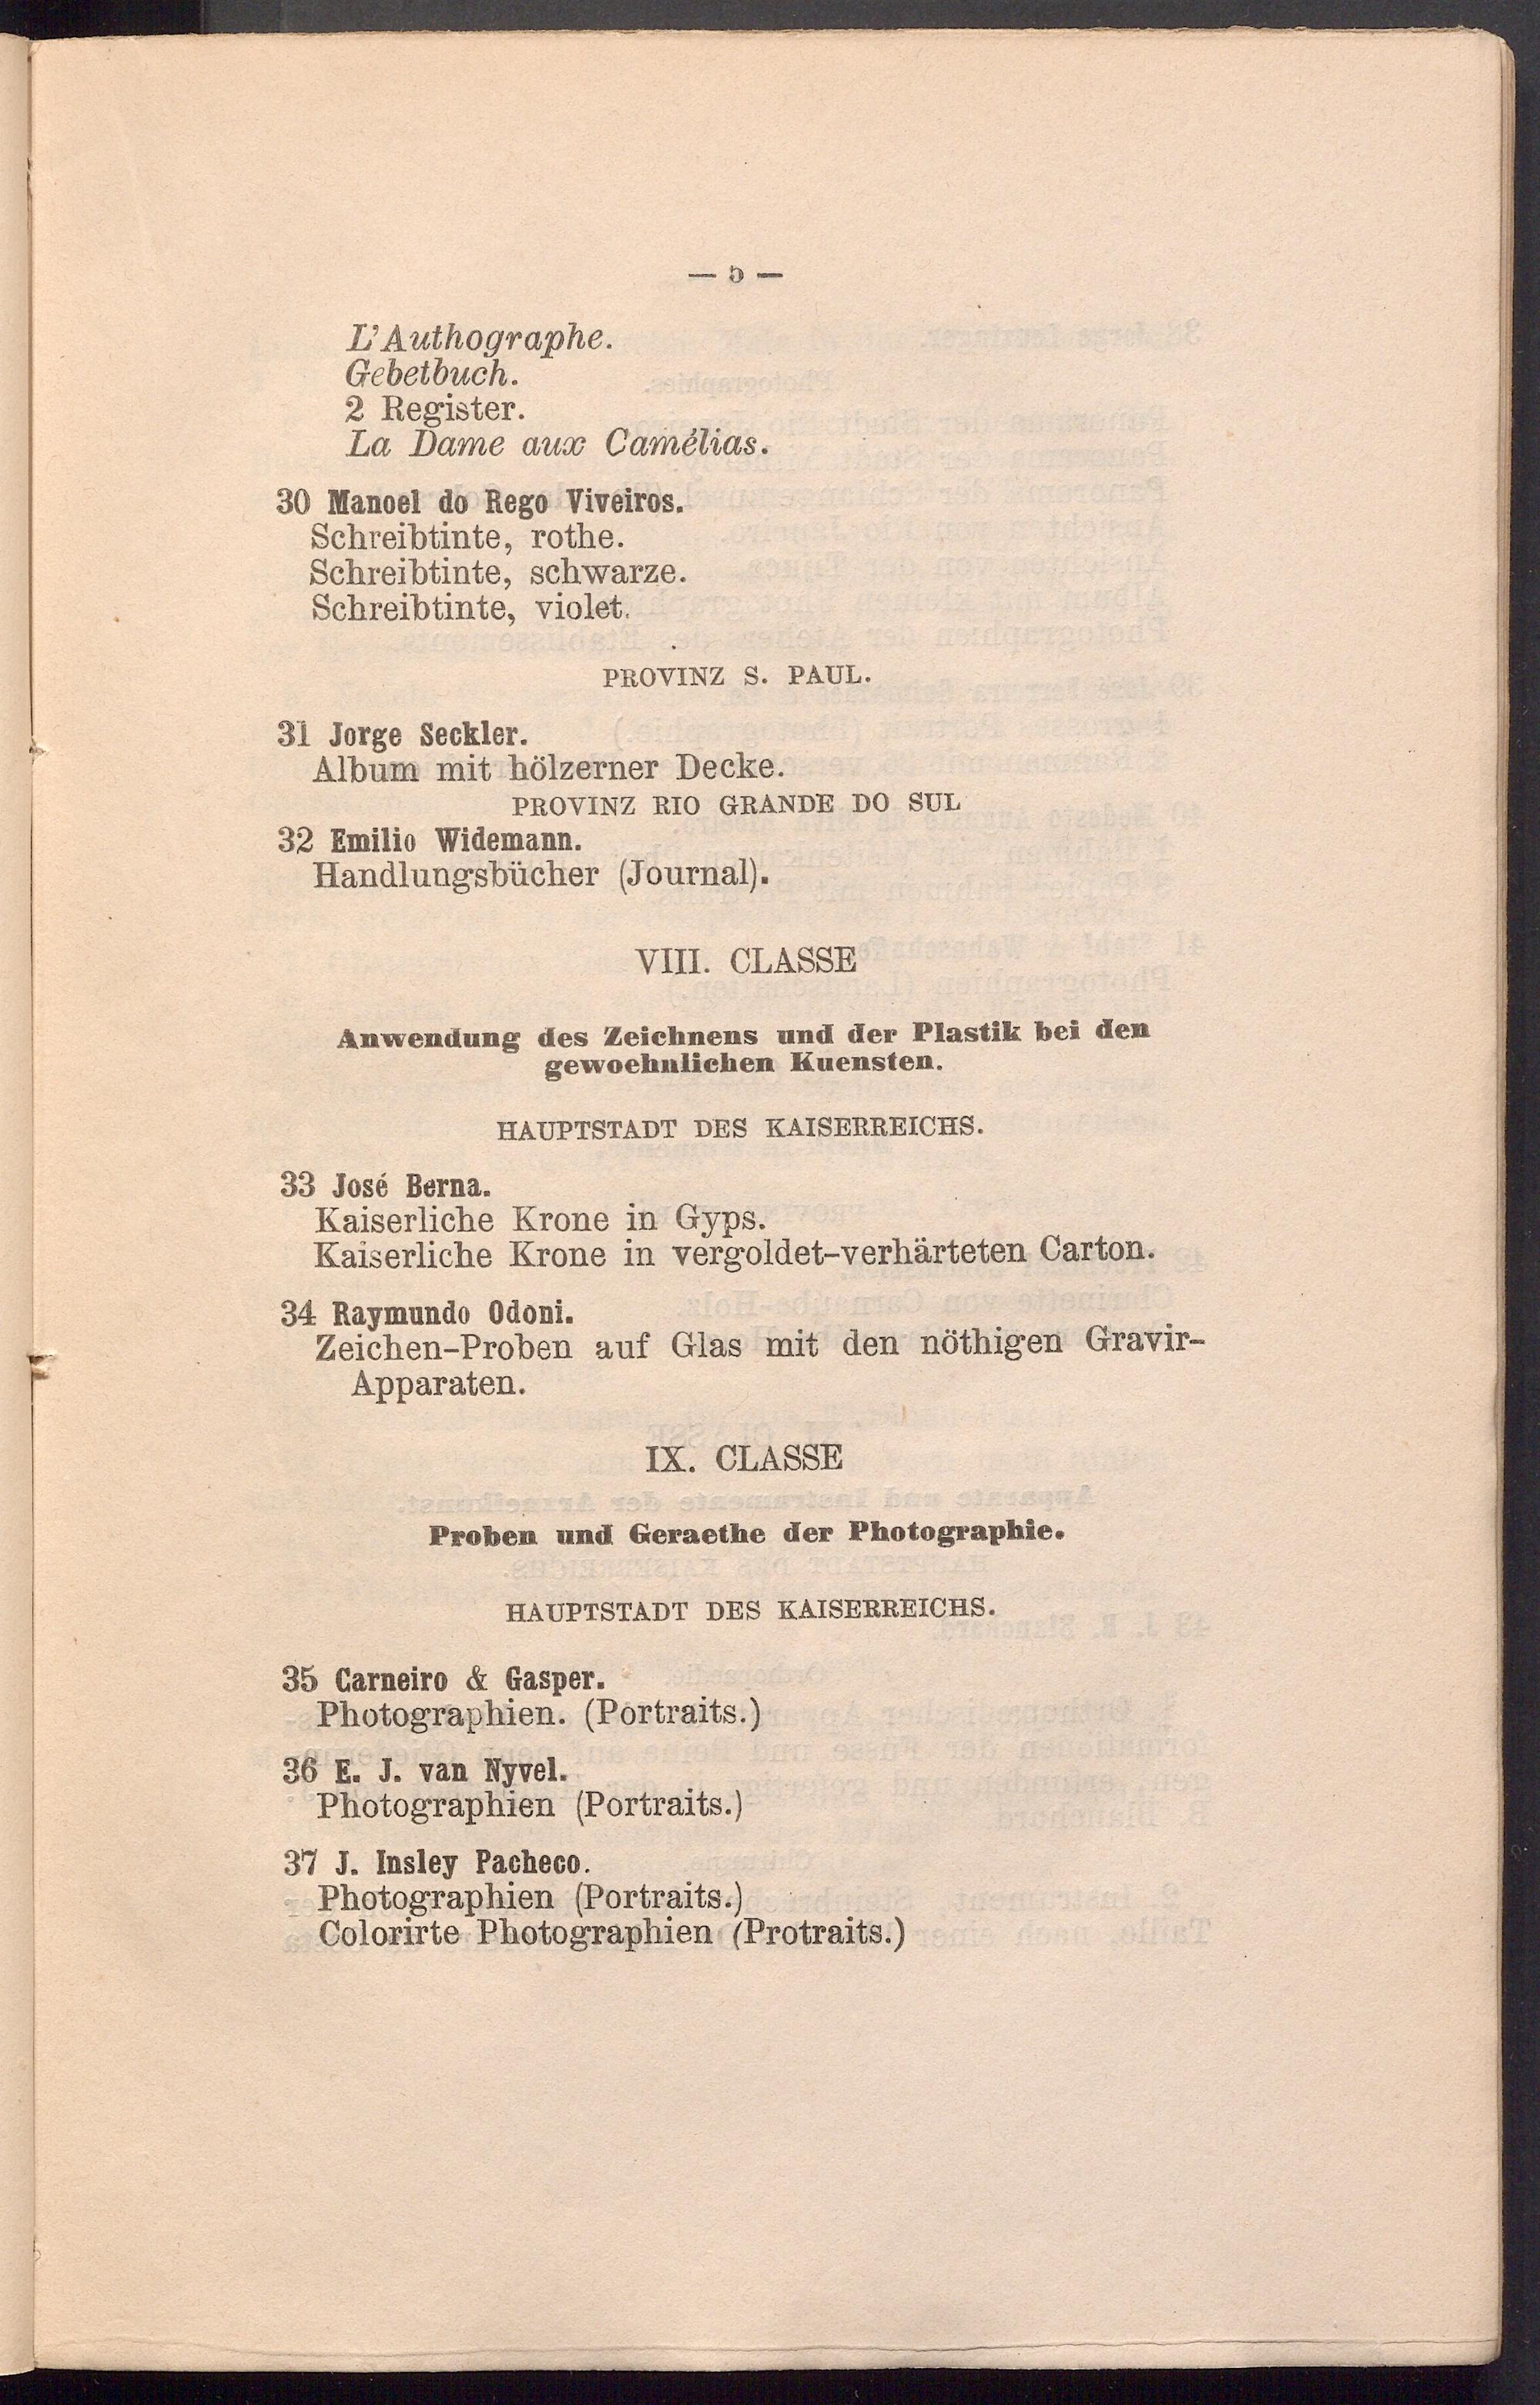 — 5 —
L'Authographe.
Gebetbuch.
2 Register.
La Dame aux Camélias.
30 Manoel do Rego Viveiros.
Schreibtinte, rothe.
Schreibtinte, schwarze.
Schreibtinte, violet.
PROVINZ S. PAUL.
31 Jorge Seckler.
Album mit hölzerner Decke.
PROVINZ RIO GRANDE DO SUL
32 Emilio Widemann.
Handlungsbücher (Journal).
VIII. CLASSE
Anwendung des Zeichnens und der Plastik bei den
gewoehnlichen Kuensten.
HAUPTSTADT DES KAISERREICHS.
33 José Berna.
Kaiserliche Krone in Gyps.
Kaiserliche Krone in vergoldet-verhärteten Carton.
34 Raymundo Odoni.
Zeichen-Proben auf Glas mit den nöthigen Gravir-
Apparaten.
IX. CLASSE
Proben und Geraethe der Photographie.
HAUPTSTADT DES KAISERREICHS.
35 Carneiro & Gasper.
Photographien. (Portraits.)
36 E. J. van Nyvel.
Photographien (Portraits.)
37 J. Insley Pacheco.
Photographien (Portraits.)
Colorirte Photographien (Protraits.)